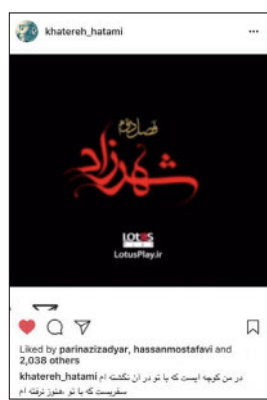 khatereh_hatami
فصل دوم
شهرزاد
LOTUS
PLAY
LotusPlay.ir
Liked by parinazizadyar, hassanmostafavi and
2,038 others
khatereh_hatami در من کوچه ایست که با تو در آن نگشته ام
سفریست که با تو ،هنوز نرفته ام